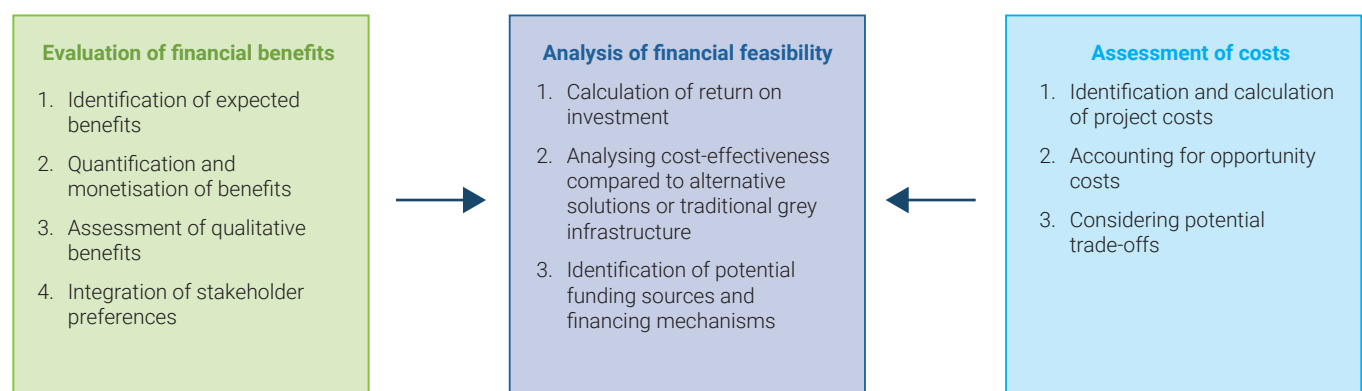 Evaluation of financial benefits
1. Identification of expected
benefits
2. Quantification and
monetisation of benefits
3. Assessment of qualitative
benefits
4. Integration of stakeholder
preferences
Analysis of financial feasibility
1. Calculation of return on
investment
2. Analysing cost-effectiveness
compared to alternative
solutions or traditional grey
infrastructure
3. Identification of potential
funding sources and
financing mechanisms
Assessment of costs
1. Identification and calculation
of project costs
2. Accounting for opportunity
costs
3. Considering potential
trade-offs